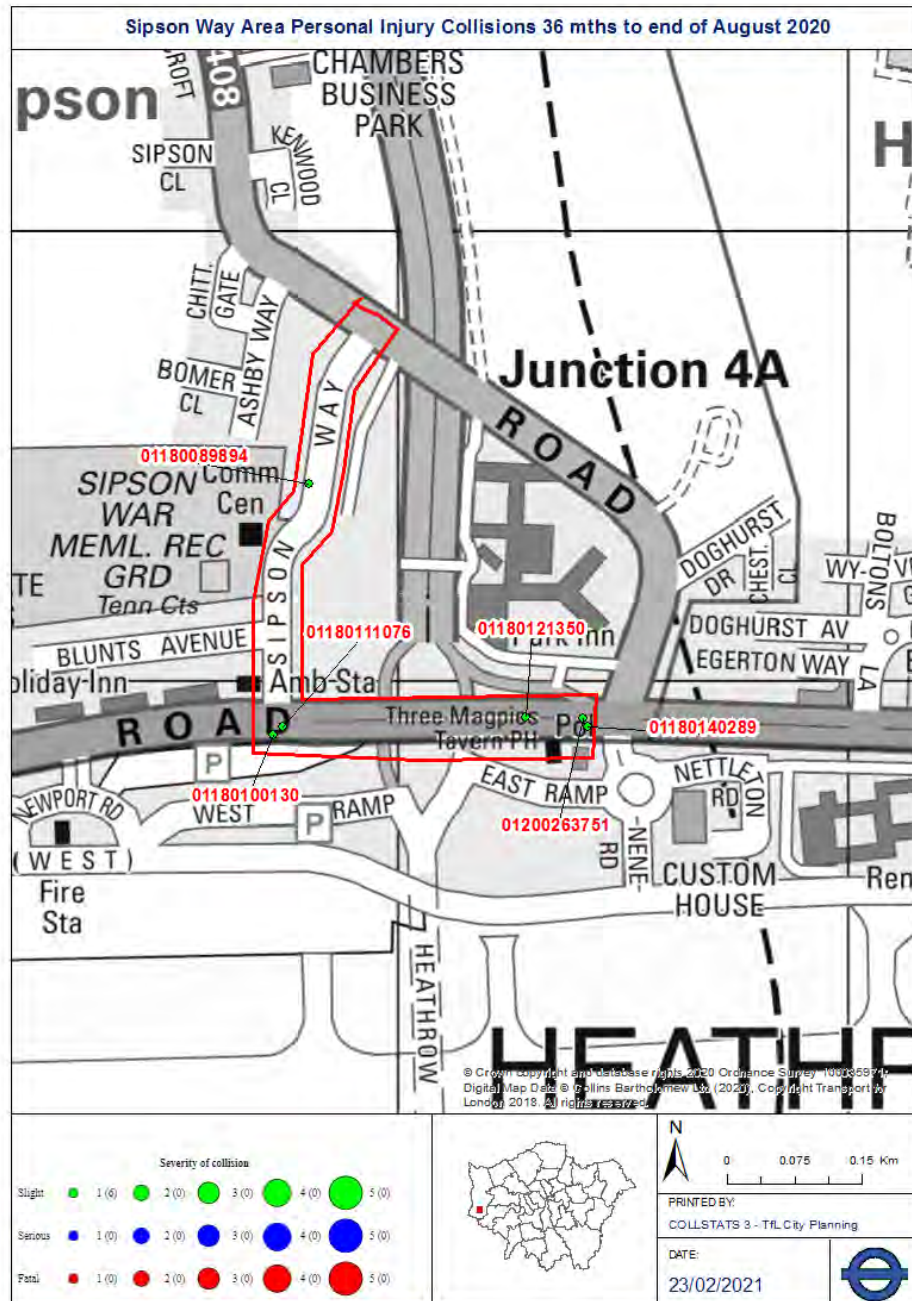 Sipson Way Area Personal Injury Collisions 36 mths to end of August 2020
408
CROFT
CHAMBERS
BUSINESS
PARK
pson
H
SIPSON
CL
KENWOOD
CL
CHITT.
GATE
ASHBY WAY
BOMER
CL
WAY
Junction 4A
ROAD
01180089894
Comm
Cen
SIPSON
WAR
MEML. REC
GRD
Tenn Cts
SIPSON
DOGHURST
DR
CHEST.
CL
BOLTONS
LA
WY-
TE
01180111076
01180121350
Park Inn
DOGHURST AV
EGERTON WAY
BLUNTS AVENUE
oliday-Inn
Amb-Sta
ROAD
Three Magpies
Tavern PH
Pol
01180140289
P
01180100130
NEWPORT RD
WEST RAMP
P
EAST RAMP
NETTLETON
RD
01200263751
NENE
RD
(WEST)
Fire
Sta
CUSTOM
HOUSE
Ren
HEATHROW
HEATHR
© Crown copyright and database rights 2020 Ordnance Survey 100035971;
Digital Map Data © Collins Bartholomew Ltd (2020), Copyright Transport for
London 2018. All rights reserved.
Severity of collision
Slight 1 (6) 2 (0) 3 (0) 4 (0) 5 (0)
Serious 1 (0) 2 (0) 3 (0) 4 (0) 5 (0)
Fatal 1 (0) 2 (0) 3 (0) 4 (0) 5 (0)
N
0 0.075 0.15 Km
PRINTED BY:
COLLSTATS 3 - TfL City Planning
DATE:
23/02/2021